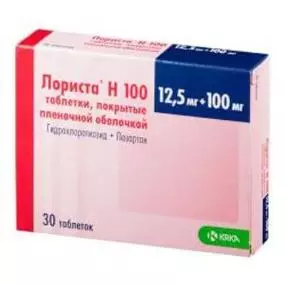 Лориста® Н 100
таблетки, покрытые
пленочной оболочкой
Гидрохлоротиазид • Лозартан
12,5 мг + 100 мг
30 таблеток
KRKA